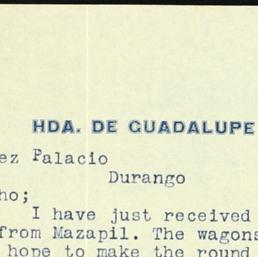 HDA. DE GUADALUPE
ez Palacio
Durango
ho;
I have just received
from Mazapil. The wagons
hope to make the round